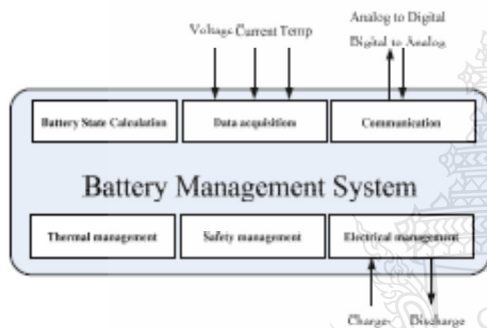 Analog to Digital
Voltage Current Temp
Digital to Analog
Battery State Calculation
Data acquisition
Communication
Battery Management System
Thermal management
Safety management
Electrical management
Charge
Discharge